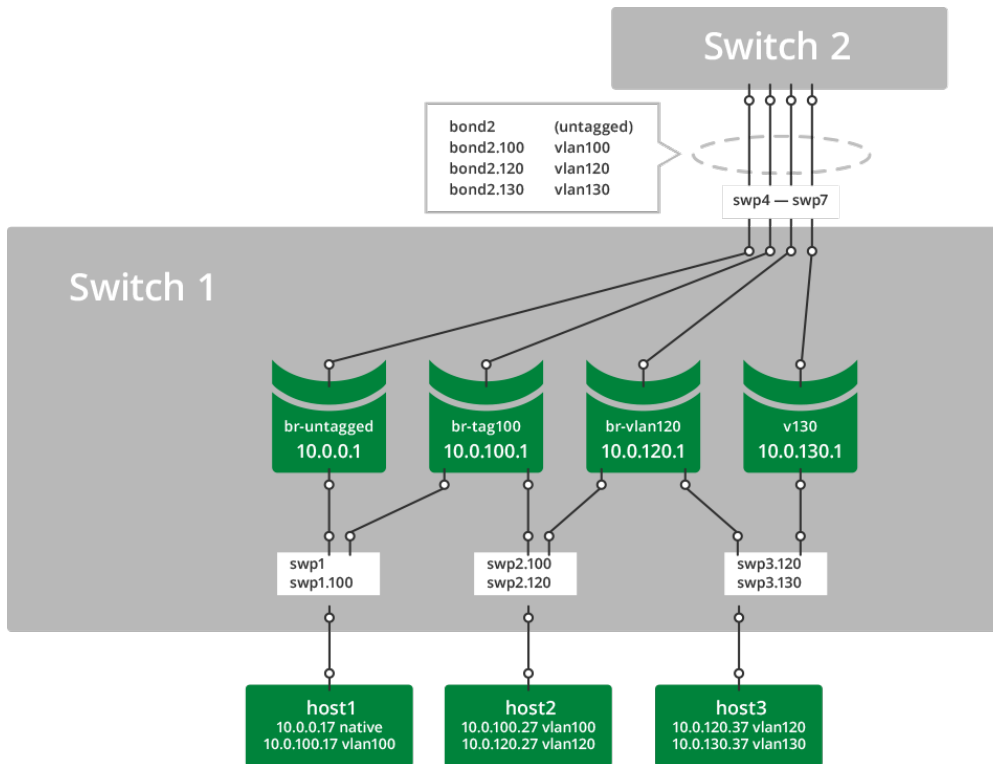 Switch 2
bond2 (untagged)
bond2.100 vlan100
bond2.120 vlan120
bond2.130 vlan130
swp4 — swp7
Switch 1
br-untagged
10.0.0.1
br-tag100
10.0.100.1
br-vlan120
10.0.120.1
v130
10.0.130.1
swp1
swp1.100
swp2.100
swp2.120
swp3.120
swp3.130
host1
10.0.0.17 native
10.0.100.17 vlan100
host2
10.0.100.27 vlan100
10.0.120.27 vlan120
host3
10.0.120.37 vlan120
10.0.130.37 vlan130